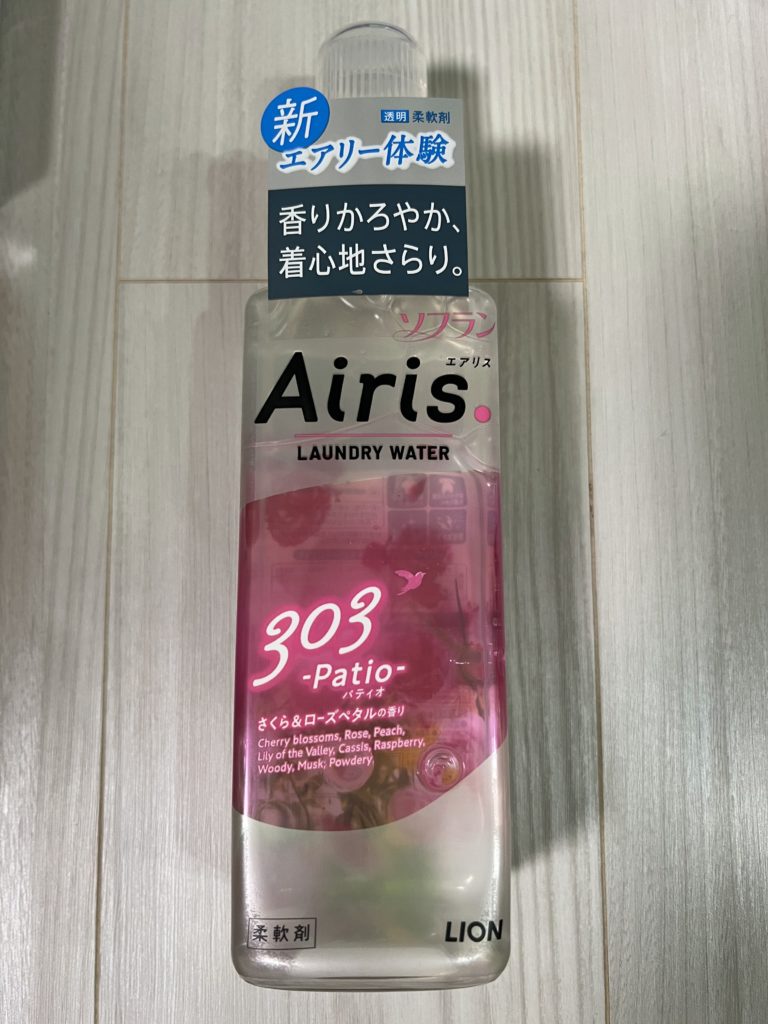 新
透明 柔軟剤
エアリー体験
香りかろやか、
着心地さらり。
ソフラン
エアリス
Airis.
LAUNDRY WATER
303
-Patio-
パティオ
さくら&ローズペタルの香り
Cherry blossoms, Rose, Peach,
Lily of the Valley, Cassis, Raspberry,
Woody, Musk, Powdery.
柔軟剤
LION